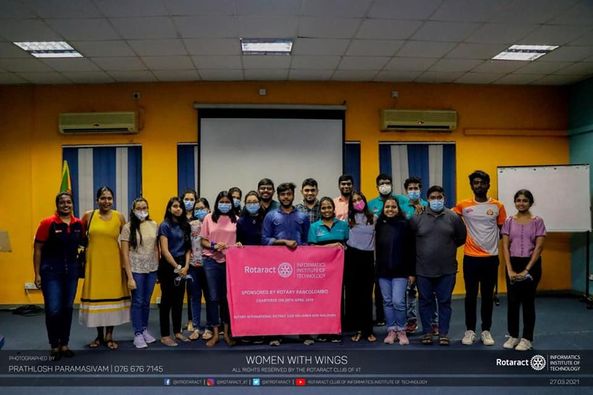 Rotaract
INFORMATICS
INSTITUTE OF
TECHNOLOGY
SPONSORED BY ROTARY PANCOLOMBO
PHOTOGRAPHED BY
PRATHLOSH PARAMASIVAM | 076 676 7145
WOMEN WITH WINGS
ALL RIGHTS RESERVED BY THE ROTARACT CLUB OF IIT
Rotaract
INFORMATICS
INSTITUTE OF
TECHNOLOGY
27.03.2021
ROTARACT CLUB OF INFORMATICS INSTITUTE OF TECHNOLOGY